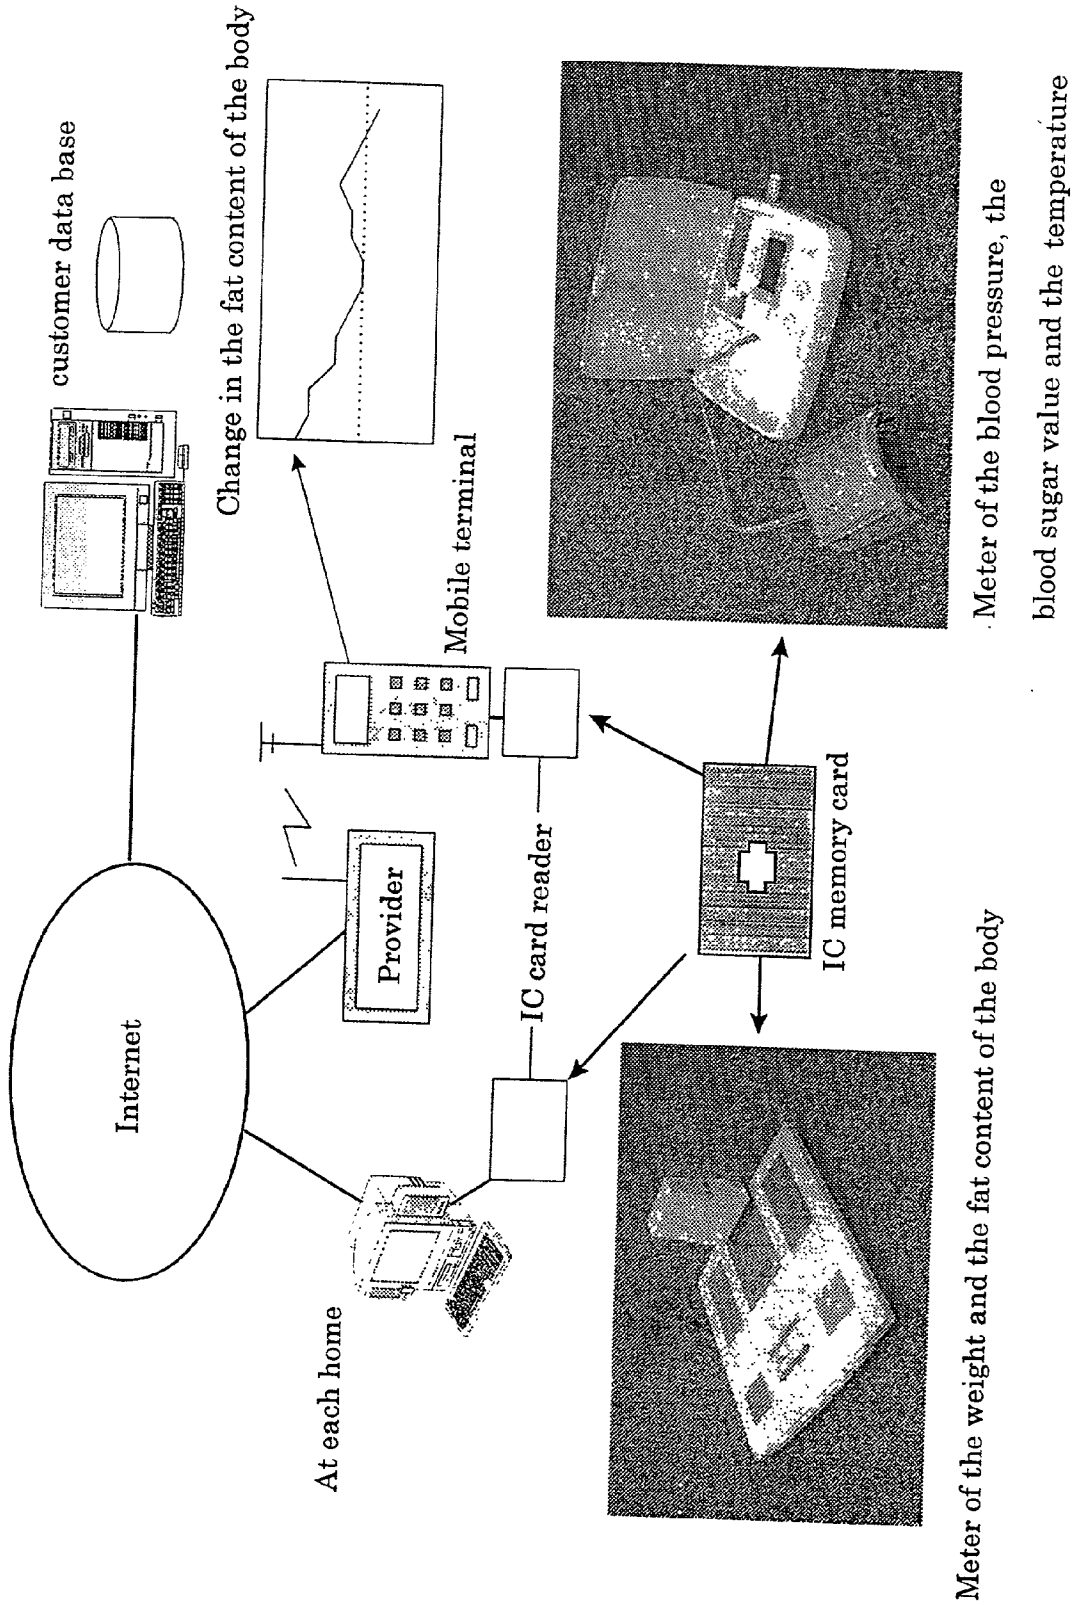 Internet
customer data base
At each home
Provider
Change in the fat content of the body
Mobile terminal
IC card reader
IC memory card
Meter of the weight and the fat content of the body
Meter of the blood pressure, the
blood sugar value and the temperature